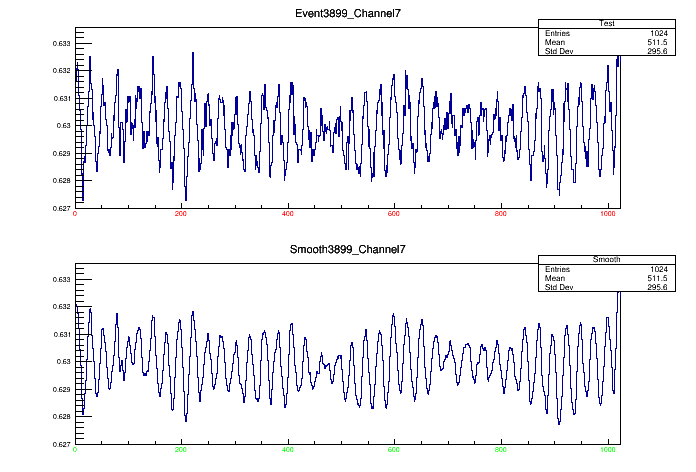 Event3899_Channel7
Test
Entries 1024
Mean 511.5
Std Dev 295.6
0.633
0.632
0.631
0.63
0.629
0.628
0.627
0 200 400 600 800 1000
Smooth3899_Channel7
Smooth
Entries 1024
Mean 511.5
Std Dev 295.6
0.633
0.632
0.631
0.63
0.629
0.628
0.627
0 200 400 600 800 1000